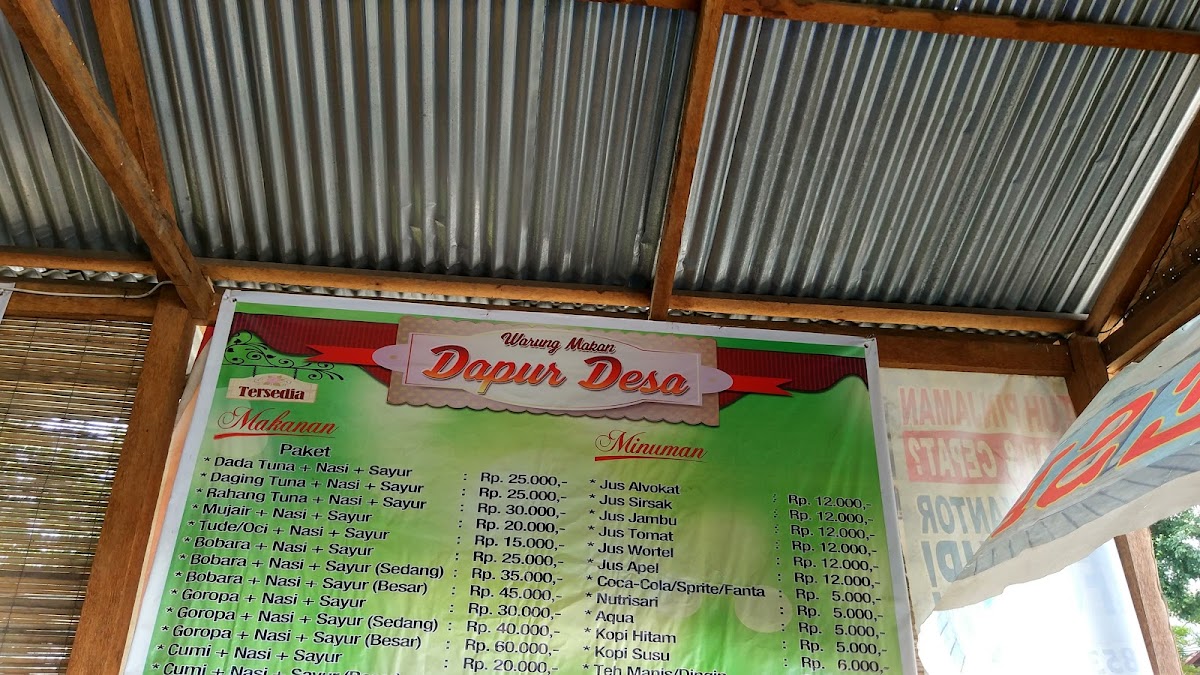 Warung Makan
Dapur Desa
Tersedia
Makanan
Paket
* Dada Tuna + Nasi + Sayur : Rp. 25.000,-
* Daging Tuna + Nasi + Sayur : Rp. 25.000,-
* Rahang Tuna + Nasi + Sayur : Rp. 30.000,-
* Mujair + Nasi + Sayur : Rp. 20.000,-
* Tude/Oci + Nasi + Sayur : Rp. 15.000,-
* Bobara + Nasi + Sayur : Rp. 25.000,-
* Bobara + Nasi + Sayur (Sedang) : Rp. 35.000,-
* Bobara + Nasi + Sayur (Besar) : Rp. 45.000,-
* Goropa + Nasi + Sayur : Rp. 30.000,-
* Goropa + Nasi + Sayur (Sedang) : Rp. 40.000,-
* Goropa + Nasi + Sayur (Besar) : Rp. 60.000,-
* Cumi + Nasi + Sayur : Rp. 20.000,-
* Cumi + Nasi + Sayur
Minuman
* Jus Alvokat : Rp. 12.000,-
* Jus Sirsak : Rp. 12.000,-
* Jus Jambu : Rp. 12.000,-
* Jus Tomat : Rp. 12.000,-
* Jus Wortel : Rp. 12.000,-
* Jus Apel : Rp. 12.000,-
* Coca-Cola/Sprite/Fanta : Rp. 5.000,-
* Nutrisari : Rp. 5.000,-
* Aqua : Rp. 5.000,-
* Kopi Hitam : Rp. 5.000,-
* Kopi Susu : Rp. 6.000,-
* Teh Manis/Dingin
CEPAT?